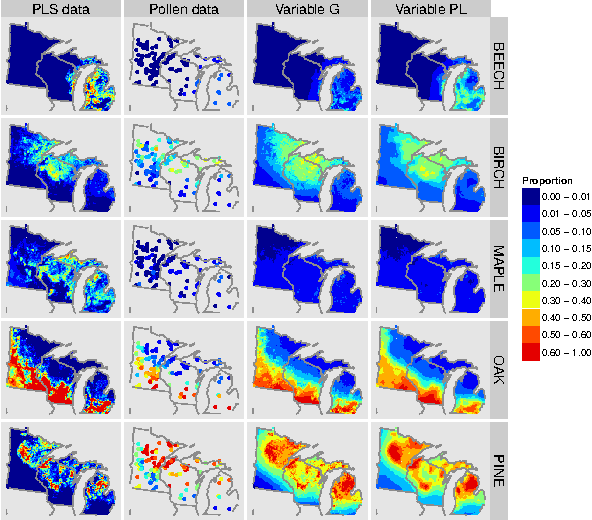 PLS data Pollen data Variable G Variable PL
BEECH
BIRCH
MAPLE
OAK
PINE
Proportion
0.00 - 0.01
0.01 - 0.05
0.05 - 0.10
0.10 - 0.15
0.15 - 0.20
0.20 - 0.30
0.30 - 0.40
0.40 - 0.50
0.50 - 0.60
0.60 - 1.00